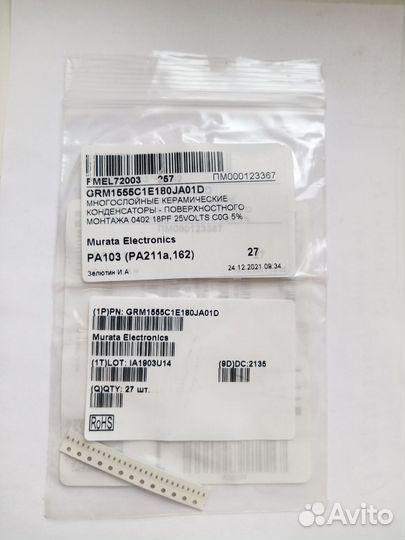 PMEL72003 257 ПМ000123367
GRM1555C1E180JA01D
МНОГОСЛОЙНЫЕ КЕРАМИЧЕСКИЕ
КОНДЕНСАТОРЫ - ПОВЕРХНОСТНОГО
МОНТАЖА 0402 18PF 25VOLTS C0G 5%
Murata Electronics
27
PA103 (PA211a,162)
Зелютин И.А
24.12.2021 09:34
(1P)PN: GRM1555C1E180JA01D
Murata Electronics
(1T)LOT: IA1903U14 (9D)DC:2135
(Q)QTY: 27 шт.
RoHS
Avito